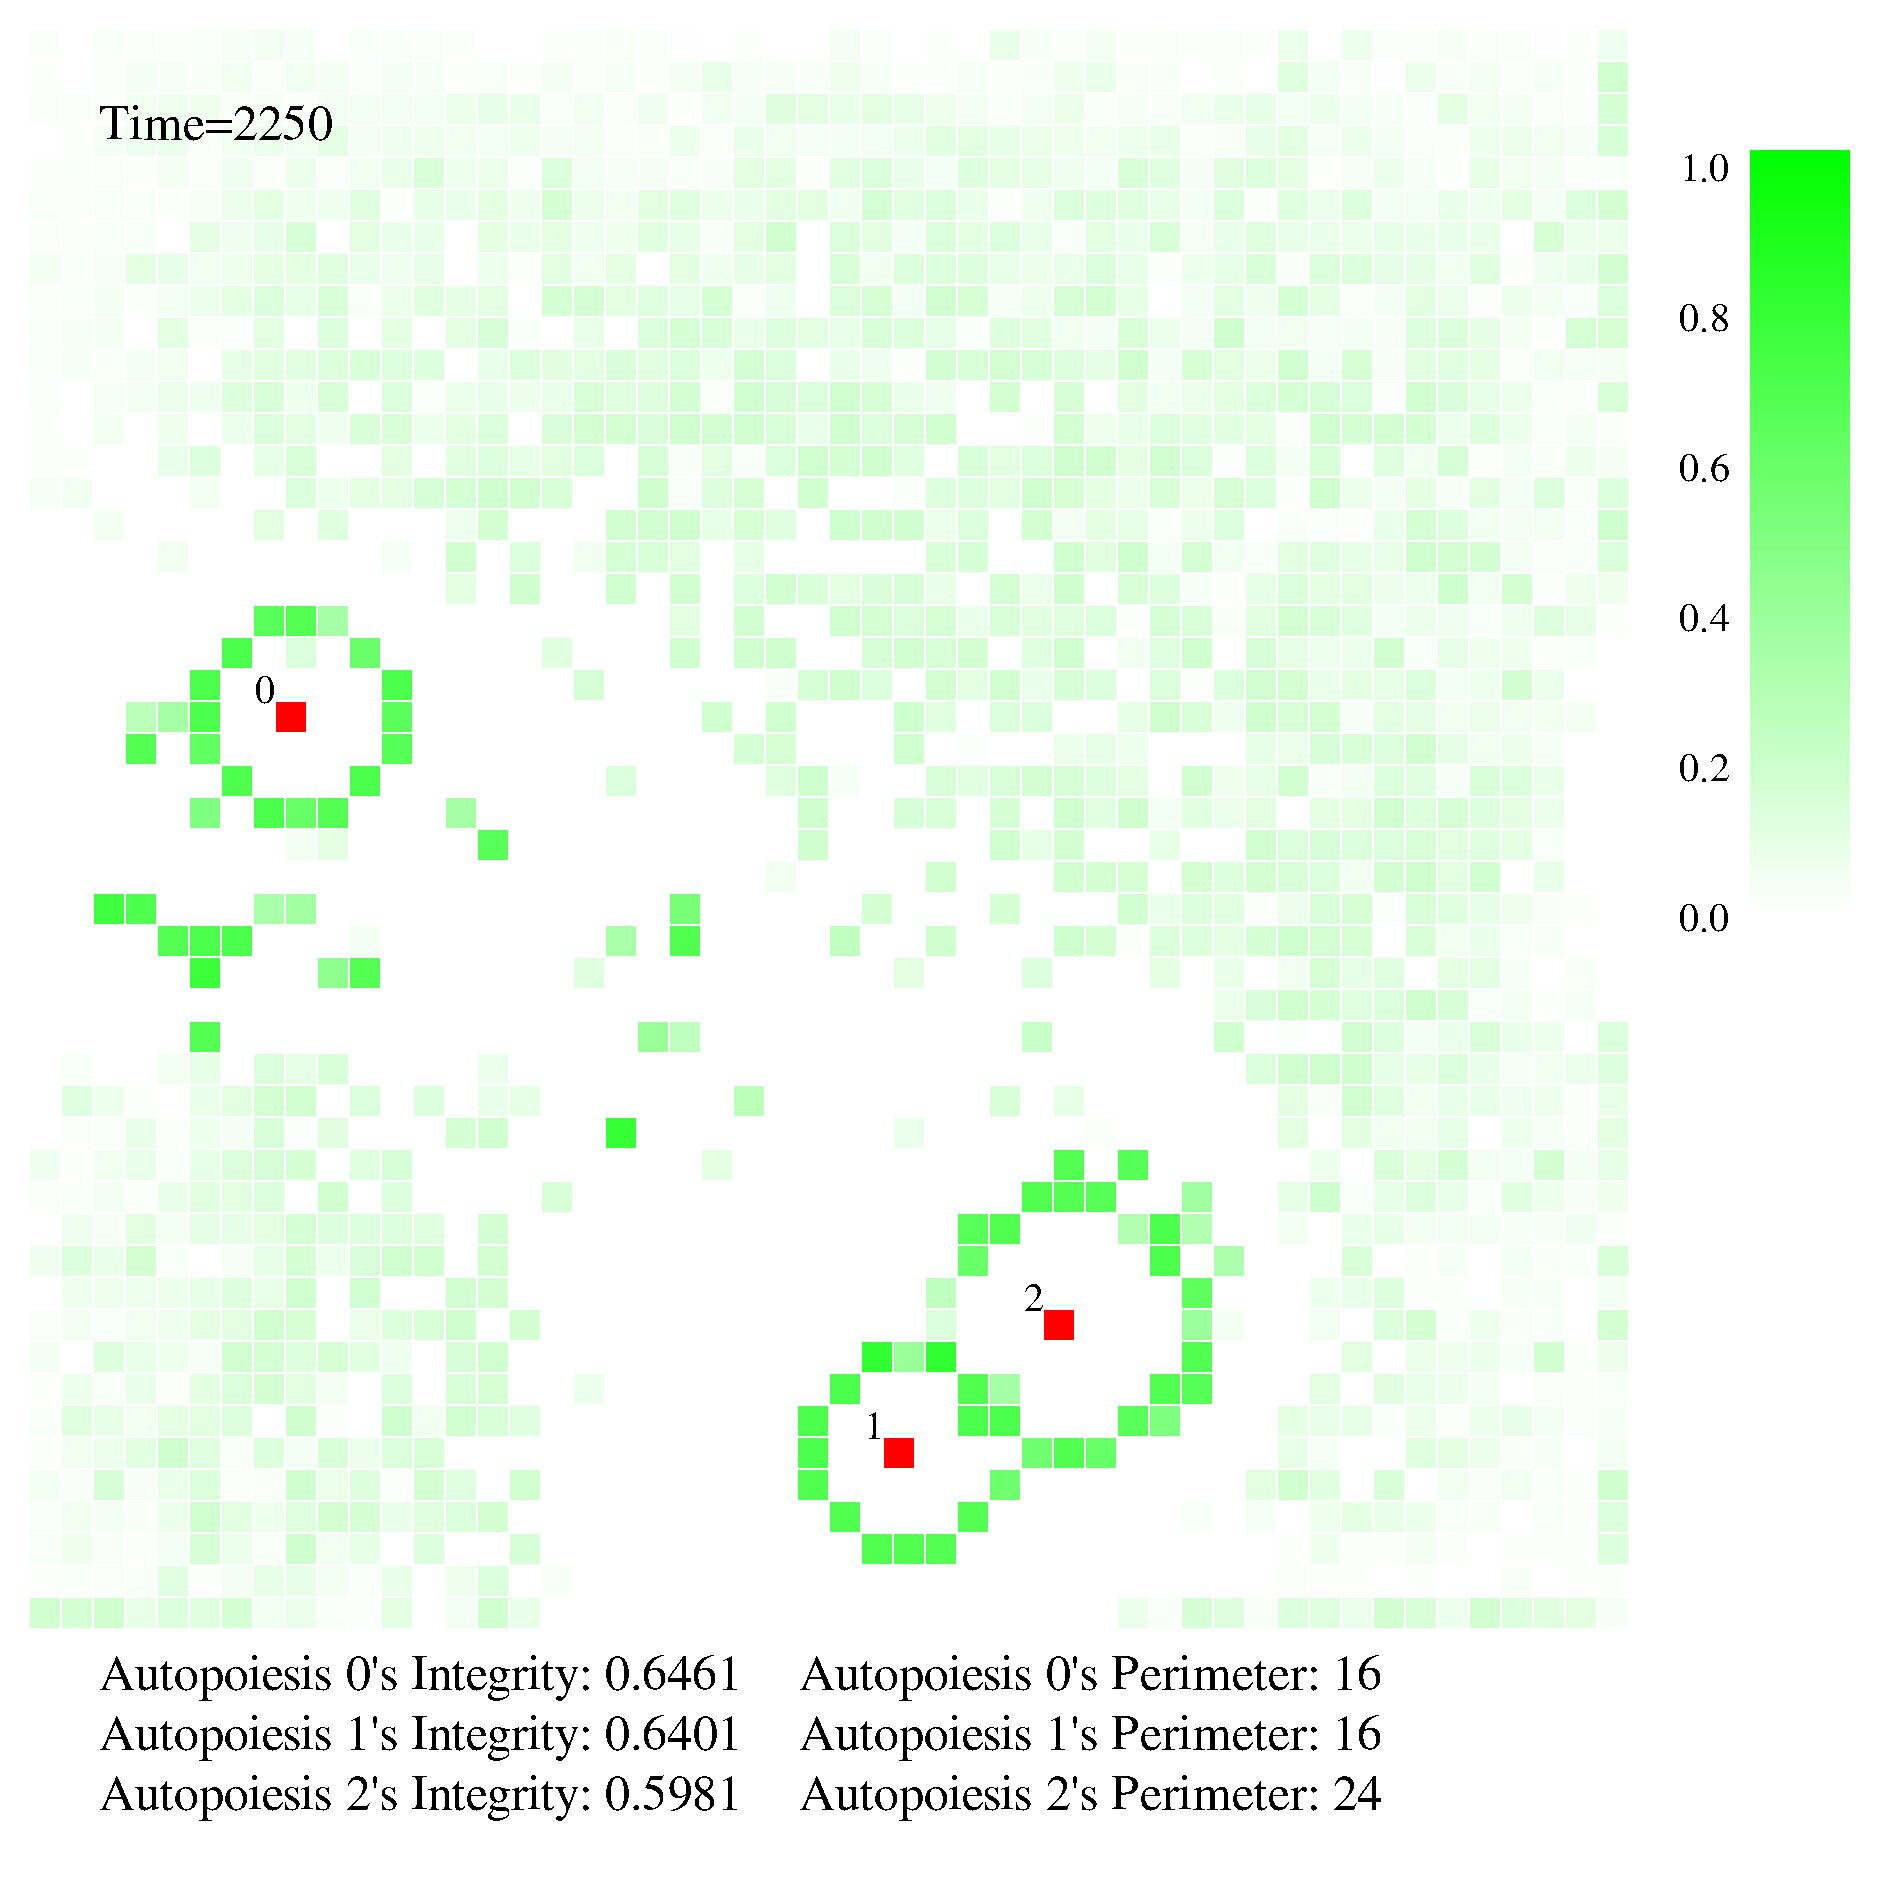 Time=2250
1.0
0.8
0.6
0.4
0.2
0.0
0
2
1
Autopoiesis 0's Integrity: 0.6461 Autopoiesis 0's Perimeter: 16
Autopoiesis 1's Integrity: 0.6401 Autopoiesis 1's Perimeter: 16
Autopoiesis 2's Integrity: 0.5981 Autopoiesis 2's Perimeter: 24